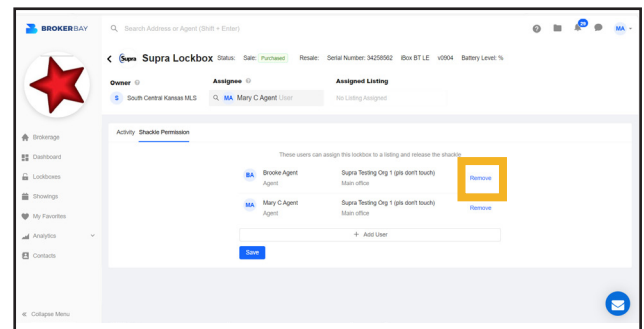 BROKERBAY
Search Address or Agent (Shift + Enter)
29
MA
Supra Supra Lockbox Status: Sale: Purchased Resale: Serial Number: 34258562 iBox BT LE v0904 Battery Level: %
Owner Assignee Assigned Listing
S South Central Kansas MLS MA Mary C Agent User No Listing Assigned
Activity Shackle Permission
These users can assign this lockbox to a listing and release the shackle
BA Brooke Agent Supra Testing Org 1 (pls don't touch) Remove
Agent Main office
MA Mary C Agent Supra Testing Org 1 (pls don't touch) Remove
Agent Main office
+ Add User
Save
Brokerage
Dashboard
Lockboxes
Showings
My Favorites
Analytics
Contacts
Collapse Menu